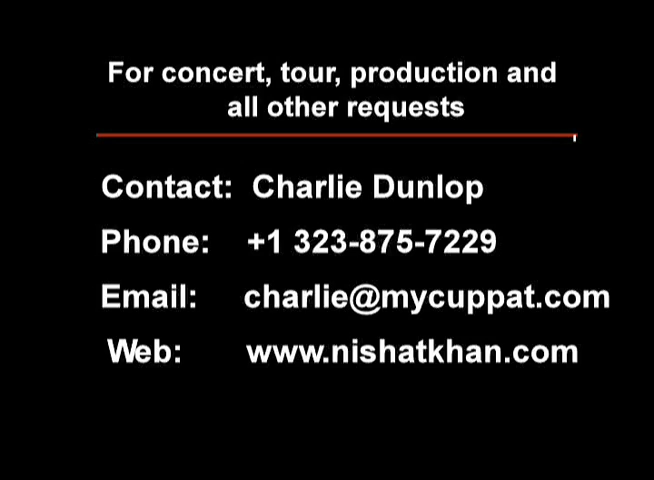 For concert, tour, production and
all other requests
Contact: Charlie Dunlop
Phone: +1 323-875-7229
Email: charlie@mycuppat.com
Web: www.nishatkhan.com